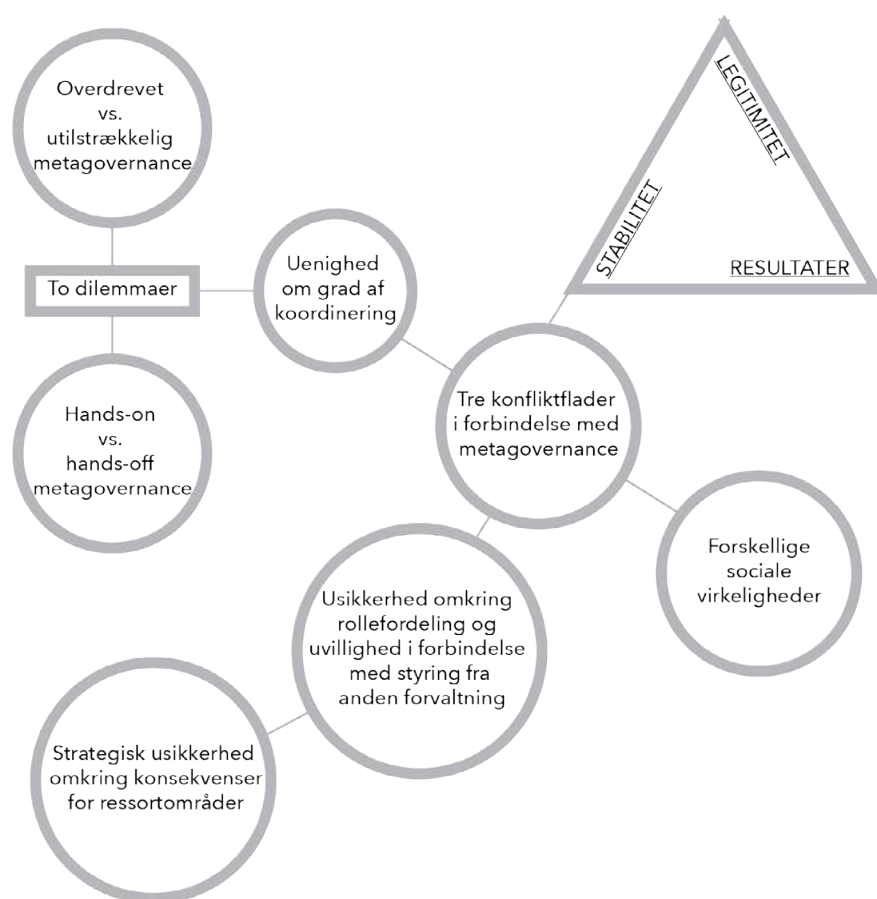 Overdrevet
vs.
utilstrækkelig
metagovernance
LEGITIMITET
STABILITET
RESULTATER
To dilemmaer
Uenighed
om grad af
koordinering
Hands-on
vs.
hands-off
metagovernance
Tre konfliktflader
i forbindelse med
metagovernance
Forskellige
sociale
virkeligheder
Usikkerhed omkring
rollefordeling og
uvillighed i forbindelse
med styring fra
anden forvaltning
Strategisk usikkerhed
omkring konsekvenser
for ressortområder